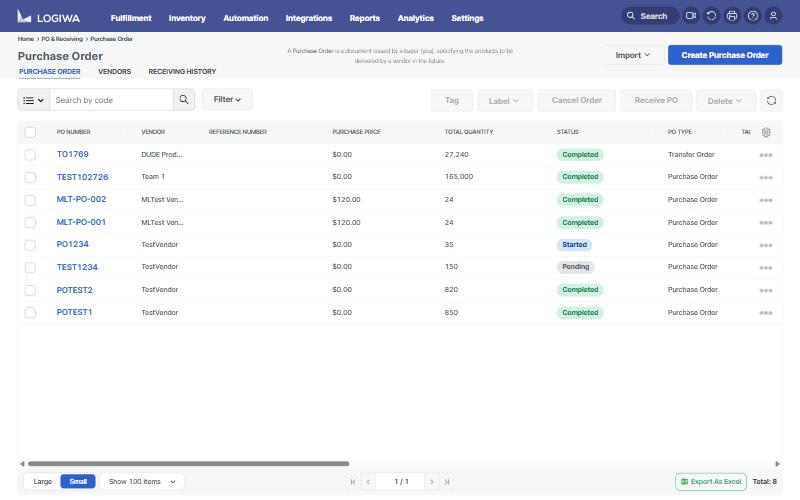 LOGIWA Fulfillment Inventory Automation Integrations Reports Analytics Settings Search
Home > PO & Receiving > Purchase Order
Purchase Order
A Purchase Order is a document issued by a buyer (you), specifying the products to be
delivered by a vendor in the future.
Import Create Purchase Order
PURCHASE ORDER VENDORS RECEIVING HISTORY
Search by code Filter Tag Label Cancel Order Receive PO Delete
PO NUMBER VENDOR REFERENCE NUMBER PURCHASE PRICE TOTAL QUANTITY STATUS PO TYPE
TO1769 DUDE Prod... $0.00 27,240 Completed Transfer Order
TEST102726 Team 1 $0.00 165,000 Completed Purchase Order
MLT-PO-002 MLTest Ven... $120.00 24 Completed Purchase Order
MLT-PO-001 MLTest Ven... $120.00 24 Completed Purchase Order
PO1234 TestVendor $0.00 35 Started Purchase Order
TEST1234 TestVendor $0.00 150 Pending Purchase Order
POTEST2 TestVendor $0.00 820 Completed Purchase Order
POTEST1 TestVendor $0.00 850 Completed Purchase Order
Large Small Show 100 items 1 / 1 Export As Excel Total: 8